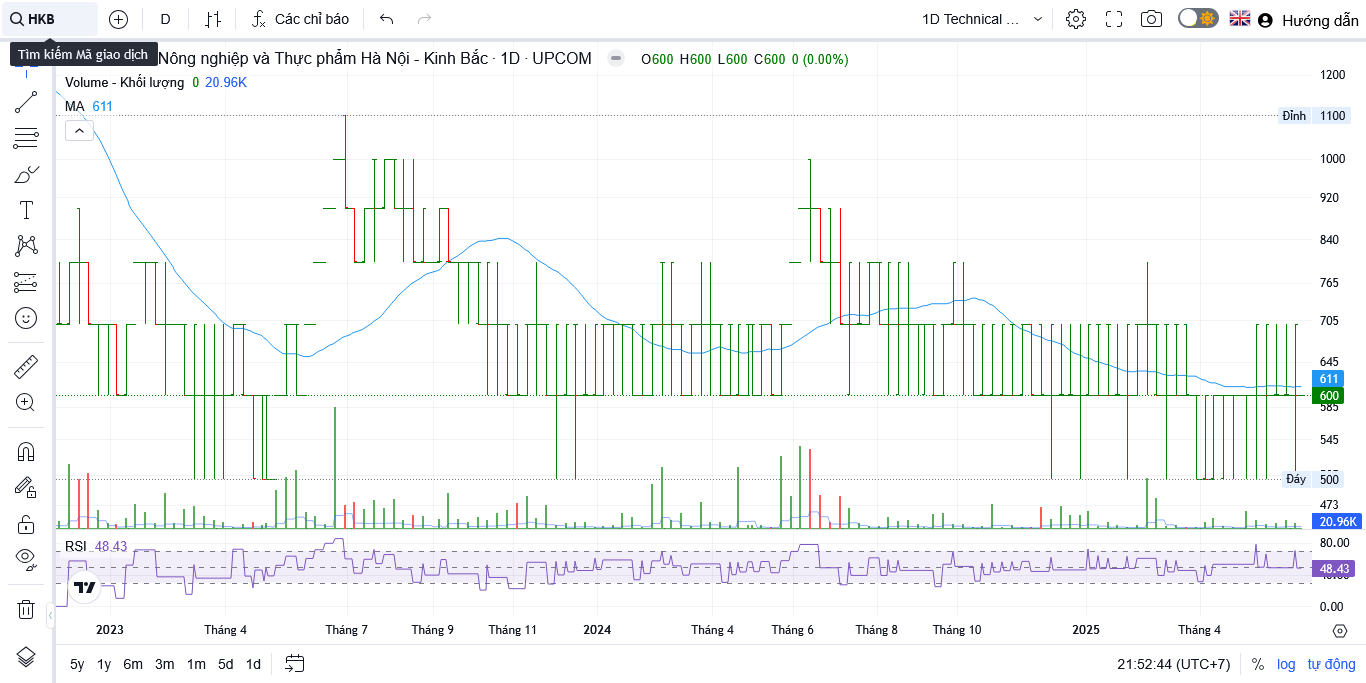 HKB D Các chỉ báo 1D Technical ... Hướng dẫn
Tìm kiếm Mã giao dịch Nông nghiệp và Thực phẩm Hà Nội - Kinh Bắc · 1D · UPCOM O600 H600 L600 C600 0 (0.00%)
Volume - Khối lượng 0 20.96K
MA 611
1200
Đỉnh 1100
1000
920
840
765
705
645
611
600
585
545
Đáy 500
473
20.96K
RSI 48.43
80.00
48.43
0.00
2023 Tháng 4 Tháng 7 Tháng 9 Tháng 11 2024 Tháng 4 Tháng 6 Tháng 8 Tháng 10 2025 Tháng 4
5y 1y 6m 3m 1m 5d 1d 21:52:44 (UTC+7) % log tự động